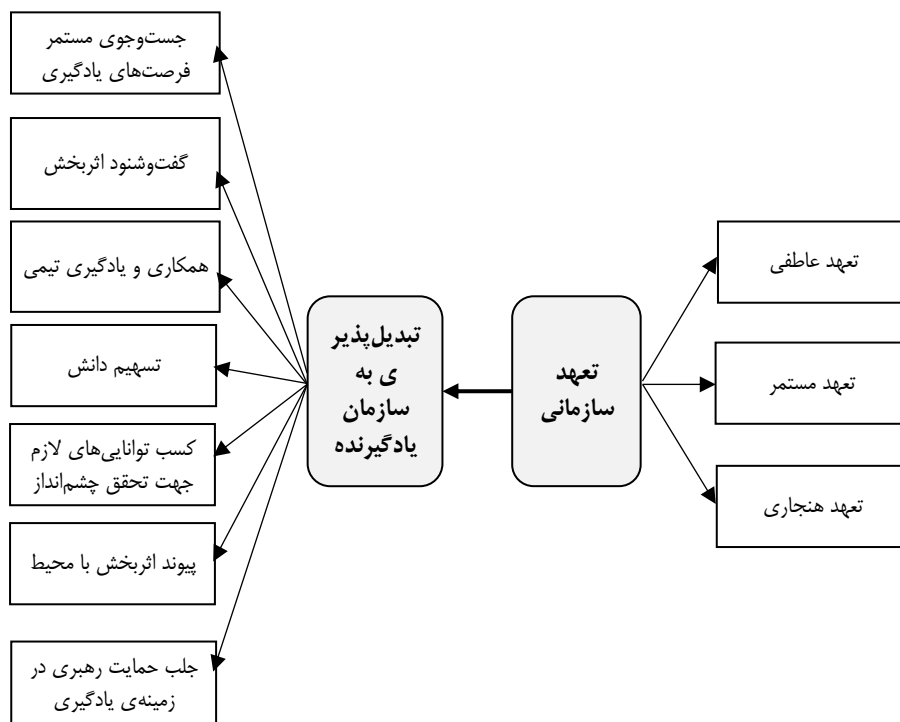 تعهد عاطفی
تعهد مستمر
تعهد هنجاری
تعهد
سازمانی
تبدیل‌پذیر
ی به
سازمان
یادگیرنده
جست‌وجوی مستمر
فرصت‌های یادگیری
گفت‌وشنود اثربخش
همکاری و یادگیری تیمی
تسهیم دانش
کسب توانایی‌های لازم
جهت تحقق چشم‌انداز
پیوند اثربخش با محیط
جلب حمایت رهبری در
زمینه‌ی یادگیری